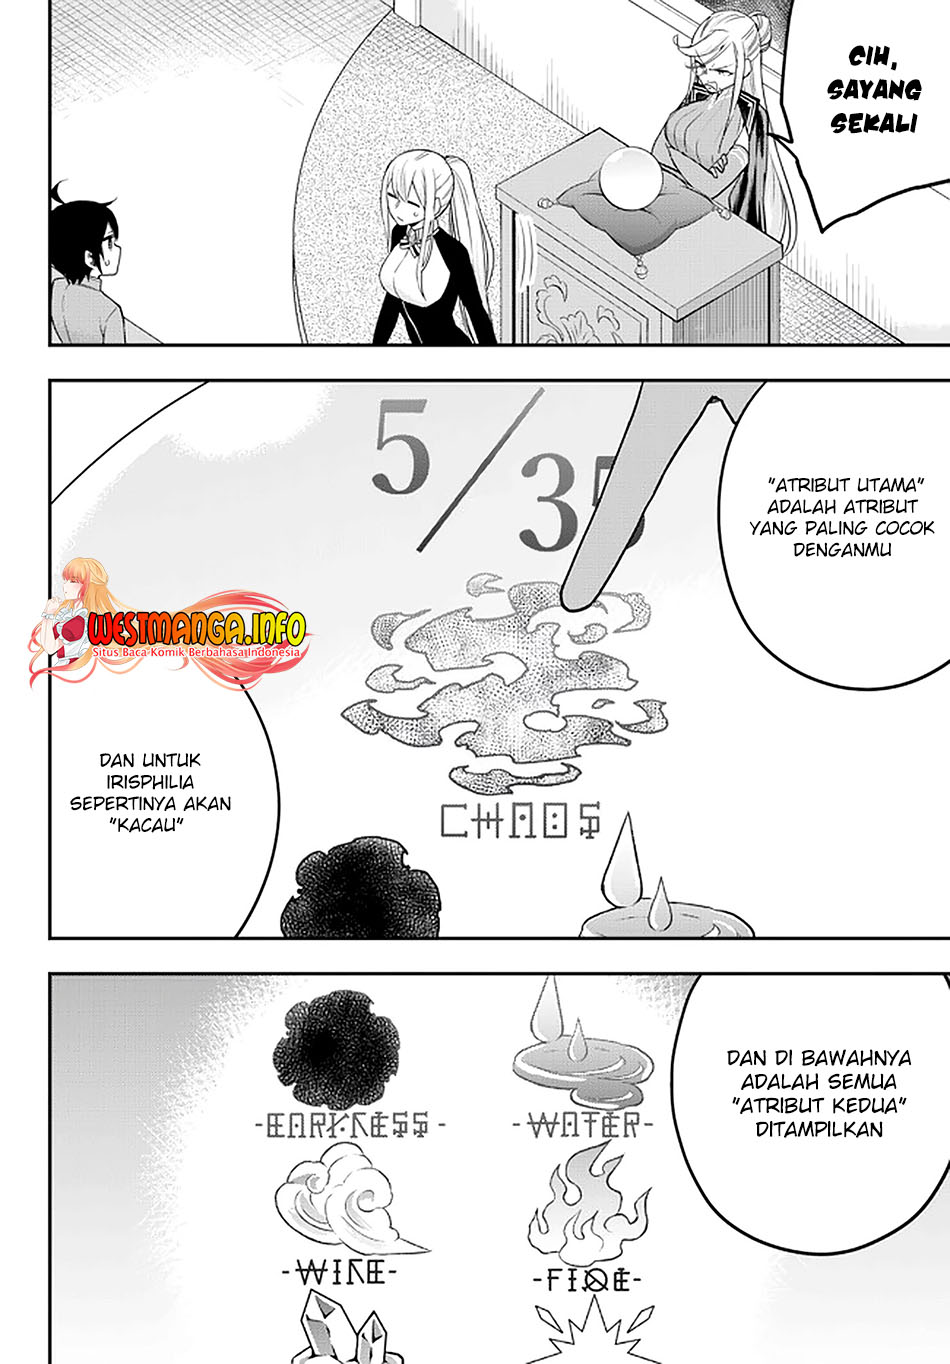 CIH,
SAYANG
SEKALI
5/35
"ATRIBUT UTAMA"
ADALAH ATRIBUT
YANG PALING COCOK
DENGANMU
WESTMANGA.INFO
Situs Baca Komik Berbahasa Indonesia
DAN UNTUK
IRISPHILIA
SEPERTINYA AKAN
"KACAU"
CHAOS
DAN DI BAWAHNYA
ADALAH SEMUA
"ATRIBUT KEDUA"
DITAMPILKAN
-DARKNESS-
-WATER-
-WIND-
-FIRE-